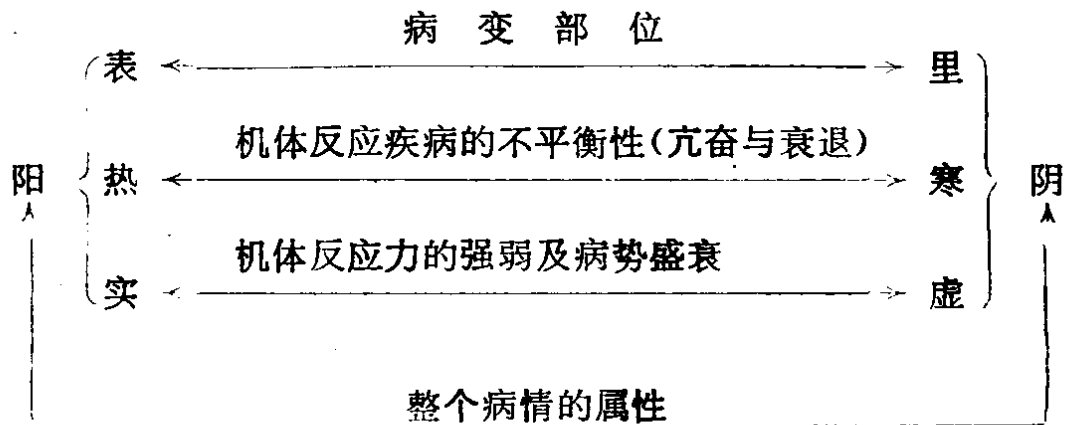 病变部位
表 里
机体反应疾病的不平衡性(亢奋与衰退)
阳 热 寒 阴
机体反应力的强弱及病势盛衰
实 虚
整个病情的属性